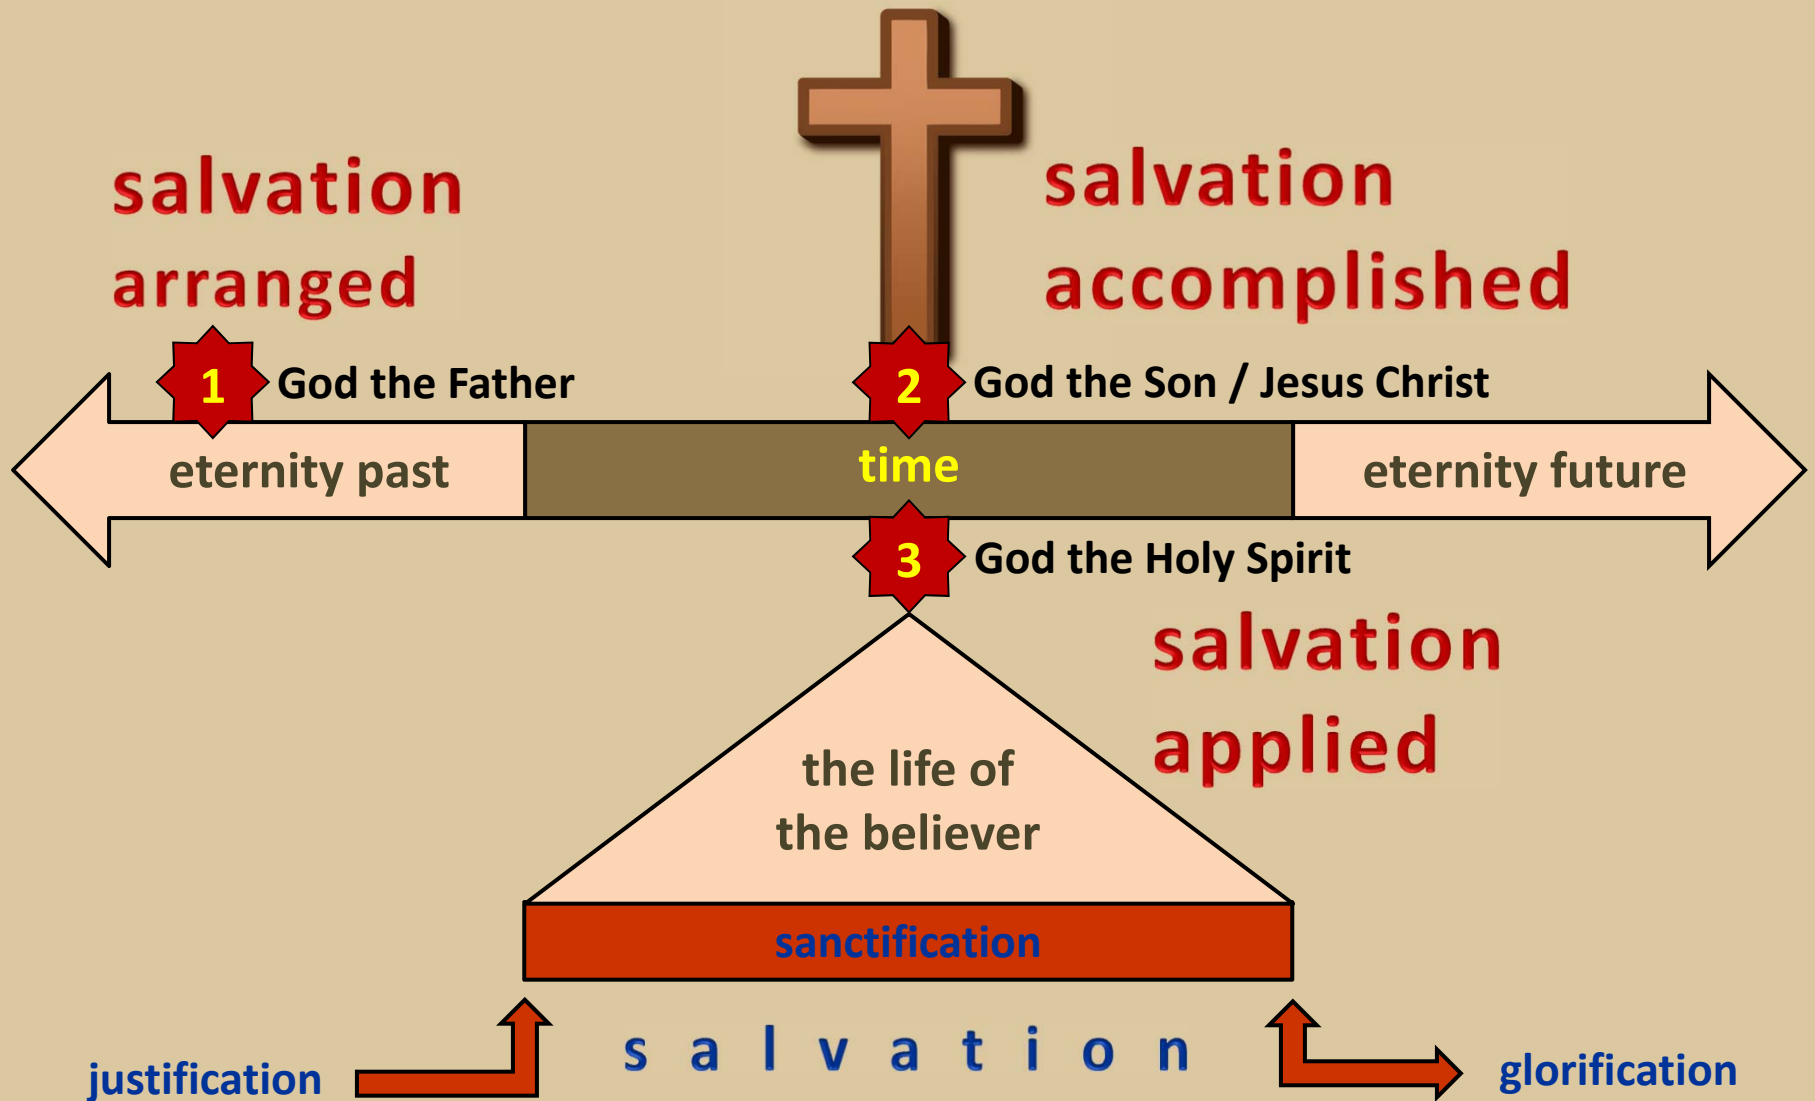 salvation
arranged
salvation
accomplished
1 God the Father
2 God the Son / Jesus Christ
eternity past
time
eternity future
3 God the Holy Spirit
salvation
applied
the life of
the believer
sanctification
salvation
justification
glorification